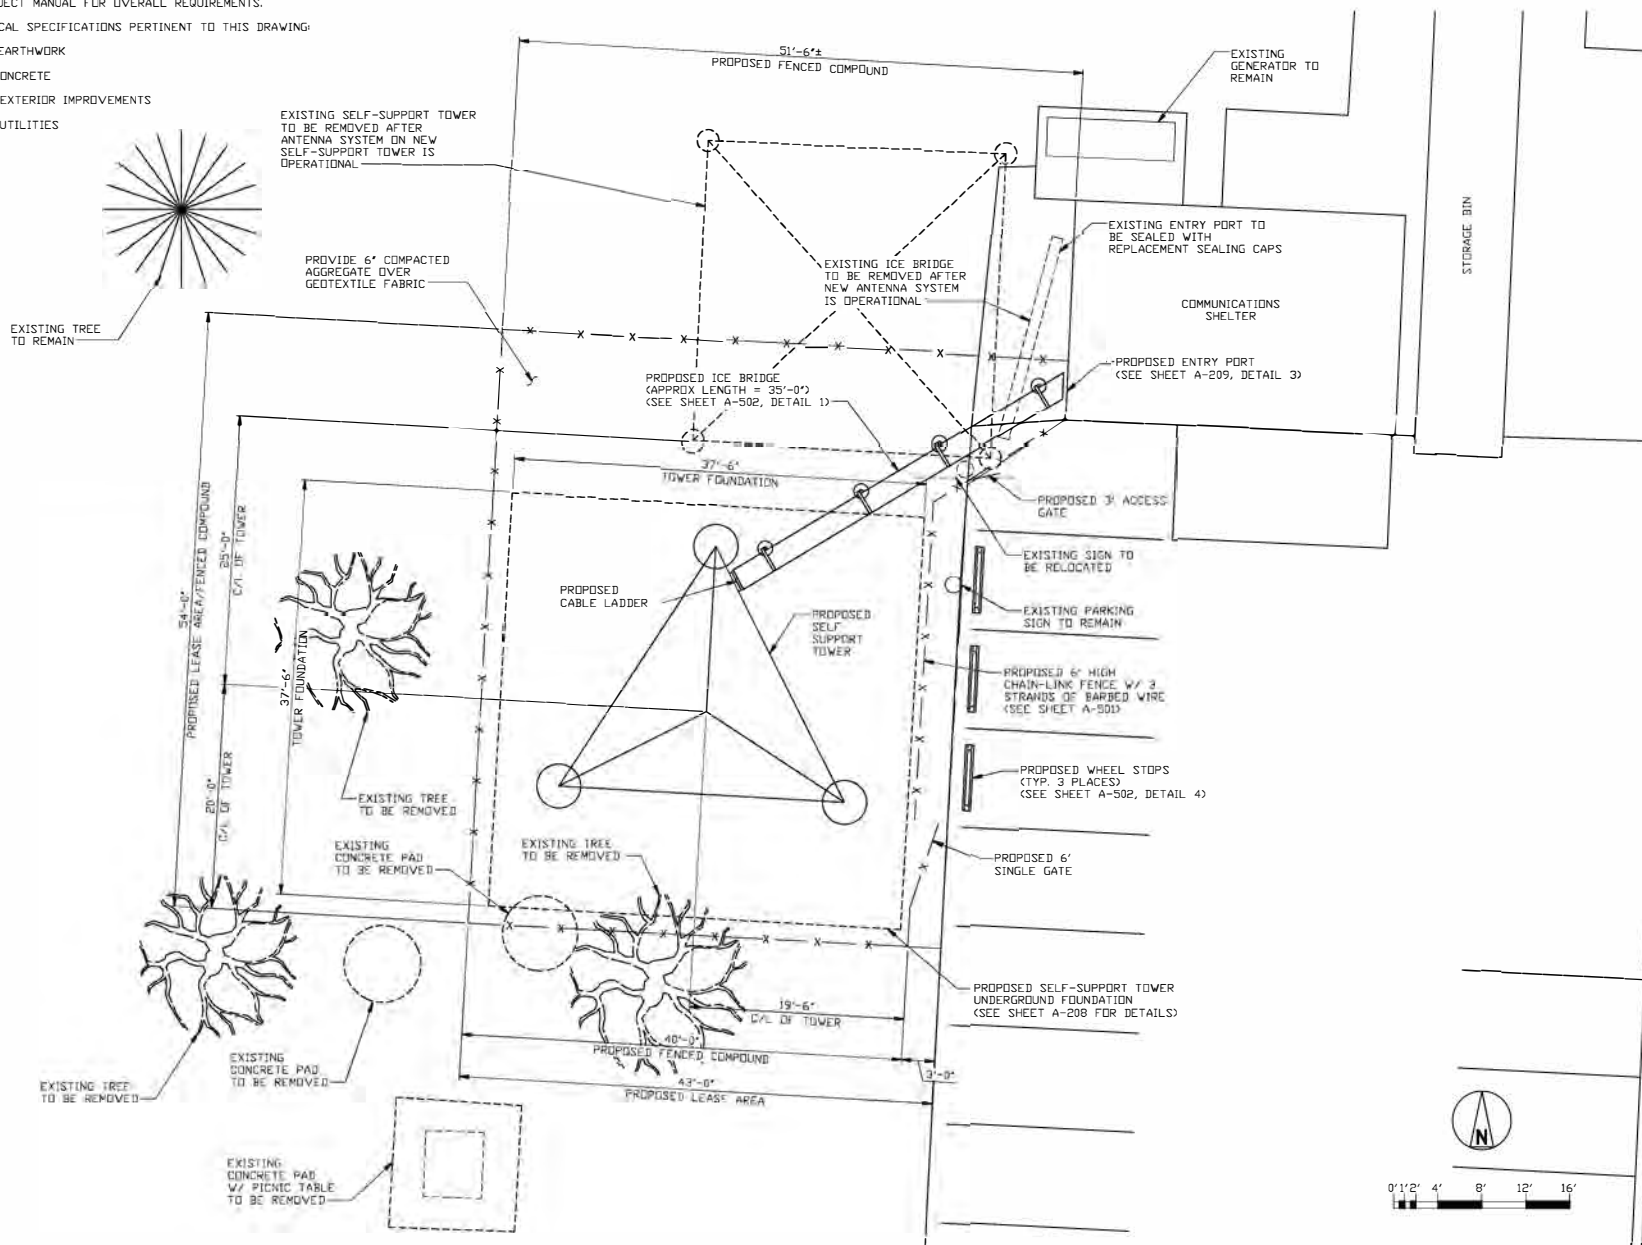 JECT MANUAL FOR OVERALL REQUIREMENTS.
CAL SPECIFICATIONS PERTINENT TO THIS DRAWING:
EARTHWORK
ONCRETE
EXTERIOR IMPROVEMENTS
UTILITIES
51'-6"±
PROPOSED FENCED COMPOUND
EXISTING
GENERATOR TO
REMAIN
EXISTING SELF-SUPPORT TOWER
TO BE REMOVED AFTER
ANTENNA SYSTEM ON NEW
SELF-SUPPORT TOWER IS
OPERATIONAL
EXISTING TREE
TO REMAIN
PROVIDE 6" COMPACTED
AGGREGATE OVER
GEOTEXTILE FABRIC
EXISTING ICE BRIDGE
TO BE REMOVED AFTER
NEW ANTENNA SYSTEM
IS OPERATIONAL
EXISTING ENTRY PORT TO
BE SEALED WITH
REPLACEMENT SEALING CAPS
STORAGE BIN
COMMUNICATIONS
SHELTER
PROPOSED ENTRY PORT
(SEE SHEET A-209, DETAIL 3)
PROPOSED ICE BRIDGE
(APPROX LENGTH = 35'-0")
(SEE SHEET A-502, DETAIL 1)
37'-6"
TOWER FOUNDATION
54'-0"
PROPOSED LEASE AREA/FENCED COMPOUND
25'-0"
C/L OF TOWER
37'-6"
TOWER FOUNDATION
20'-0"
C/L OF TOWER
PROPOSED 3' ACCESS
GATE
EXISTING SIGN TO
BE RELOCATED
EXISTING PARKING
SIGN TO REMAIN
PROPOSED
CABLE LADDER
PROPOSED
SELF
SUPPORT
TOWER
PROPOSED 6' HIGH
CHAIN-LINK FENCE W/ 3
STRANDS OF BARBED WIRE
(SEE SHEET A-501)
PROPOSED WHEEL STOPS
(TYP. 3 PLACES)
(SEE SHEET A-502, DETAIL 4)
EXISTING TREE
TO BE REMOVED
EXISTING
CONCRETE PAD
TO BE REMOVED
EXISTING TREE
TO BE REMOVED
PROPOSED 6'
SINGLE GATE
PROPOSED SELF-SUPPORT TOWER
UNDERGROUND FOUNDATION
(SEE SHEET A-208 FOR DETAILS)
19'-6"
C/L OF TOWER
40'-0"
PROPOSED FENCED COMPOUND
3'-0"
43'-0"
PROPOSED LEASE AREA
EXISTING
CONCRETE PAD
TO BE REMOVED
EXISTING TREE
TO BE REMOVED
EXISTING
CONCRETE PAD
W/ PICNIC TABLE
TO BE REMOVED
N
0' 1' 2' 4' 8' 12' 16'